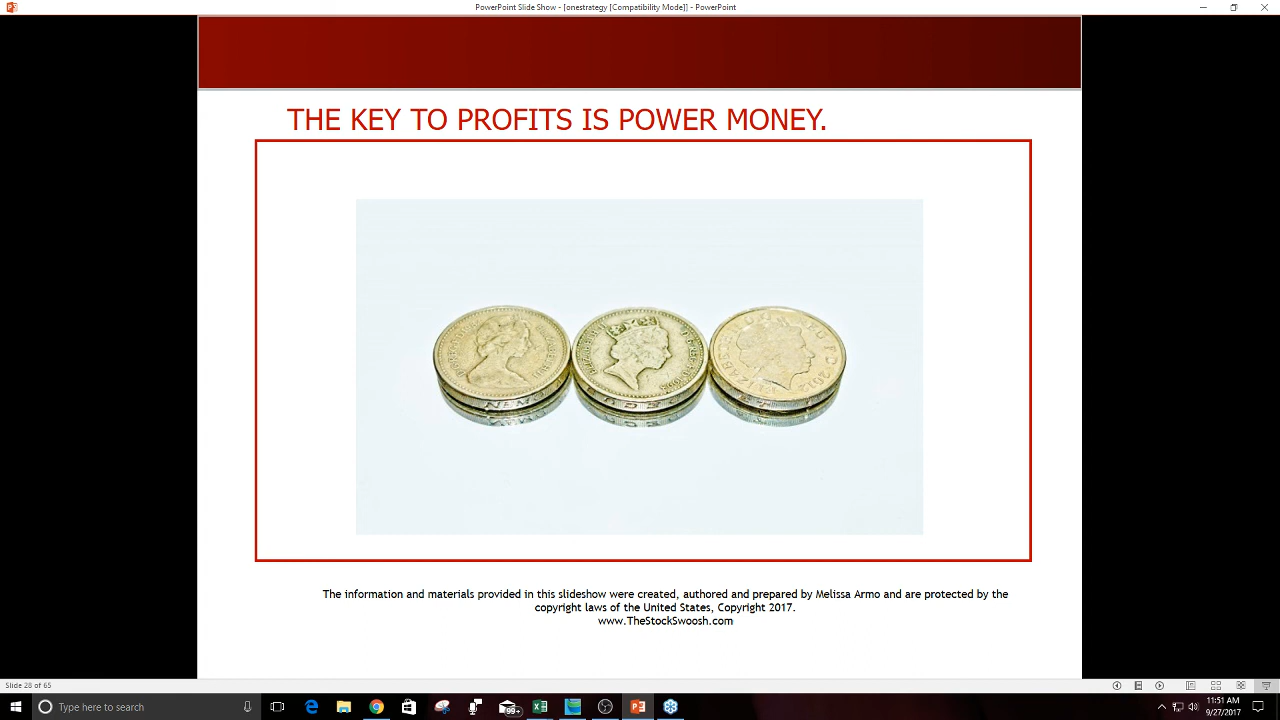 PowerPoint Slide Show - [onestrategy [Compatibility Mode]] - PowerPoint
THE KEY TO PROFITS IS POWER MONEY.
The information and materials provided in this slideshow were created, authored and prepared by Melissa Armo and are protected by the
copyright laws of the United States, Copyright 2017.
www.TheStockSwoosh.com
Slide 28 of 65
Type here to search
99+
11:51 AM
9/27/2017